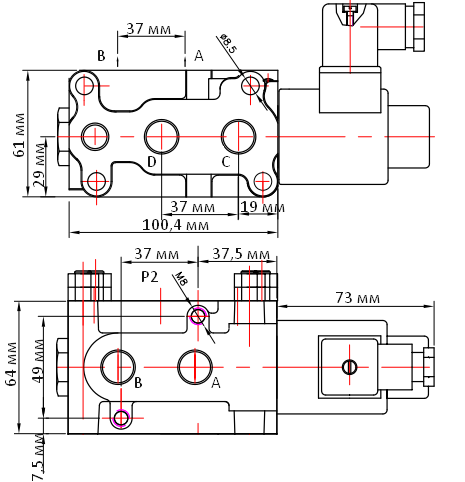 37 мм
B
A
ø8.5
61 мм
29 мм
D
C
37 мм
19 мм
100,4 мм
37 мм
37,5 мм
P2
M8
73 мм
64 мм
49 мм
B
A
7,5 мм